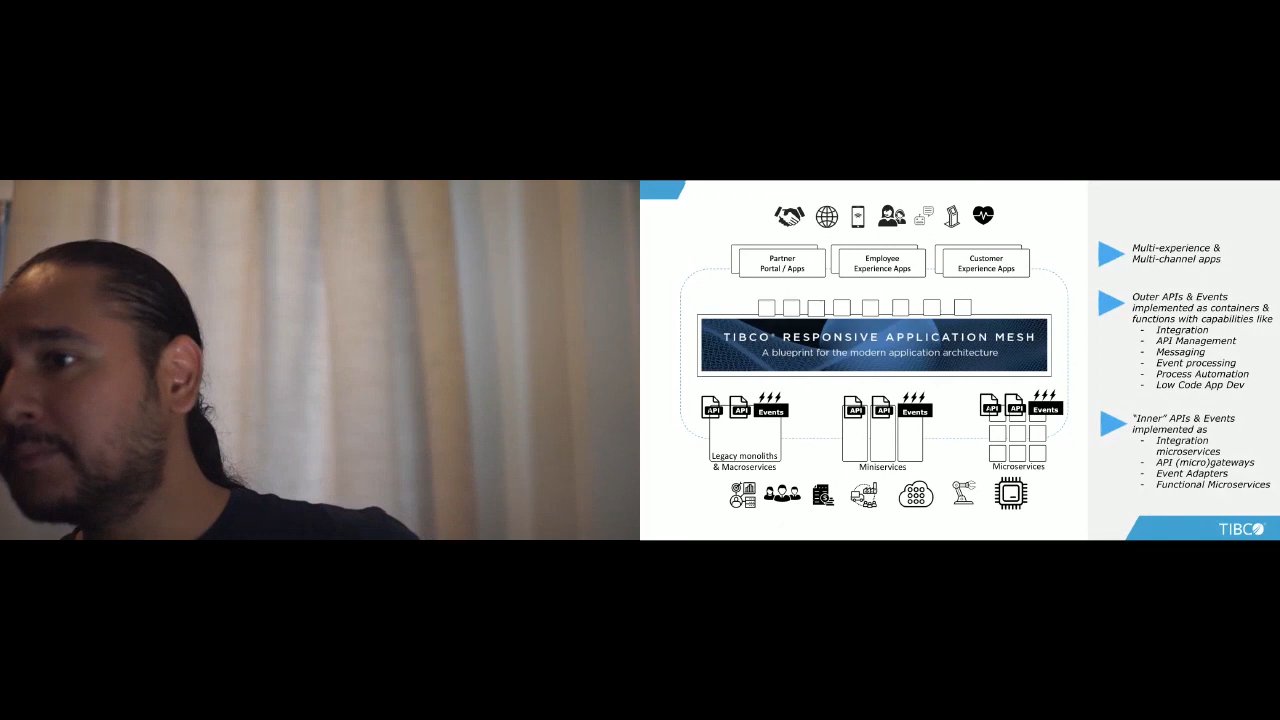 Partner
Portal / Apps
Employee
Experience Apps
Customer
Experience Apps
TIBCO® RESPONSIVE APPLICATION MESH
A blueprint for the modern application architecture
API
API
Events
Legacy monoliths
& Macroservices
API
API
Events
Miniservices
API
API
Events
Microservices
Multi-experience &
Multi-channel apps
Outer APIs & Events
implemented as containers &
functions with capabilities like
- Integration
- API Management
- Messaging
- Event processing
- Process Automation
- Low Code App Dev
“Inner” APIs & Events
implemented as
- Integration
microservices
- API (micro)gateways
- Event Adapters
- Functional Microservices
TIBCO